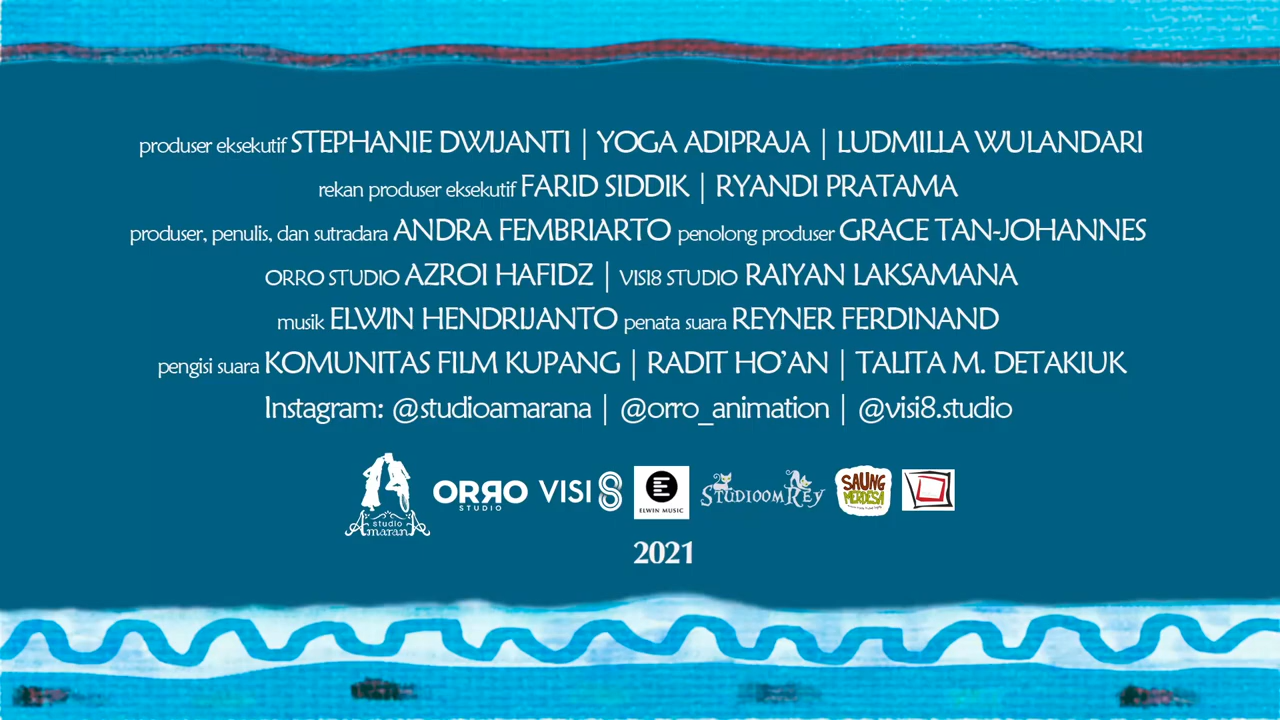 produser eksekutif STEPHANIE DWIJANTI | YOGA ADIPRAJA | LUDMILLA WULANDARI
rekan produser eksekutif FARID SIDDIK | RYANDI PRATAMA
produser, penulis, dan sutradara ANDRA FEMBRIARTO penolong produser GRACE TAN-JOHANNES
ORRO STUDIO AZROI HAFIDZ | VISI8 STUDIO RAIYAN LAKSAMANA
musik ELWIN HENDRIJANTO penata suara REYNER FERDINAND
pengisi suara KOMUNITAS FILM KUPANG | RADIT HO'AN | TALITA M. DETAKIUK
Instagram: @studioamarana | @orro_animation | @visi8.studio
studio AmaranA
ORRO STUDIO
VISI8
ELWIN MUSIC
STUDIOOMREY
SAUNG MERDESA
2021